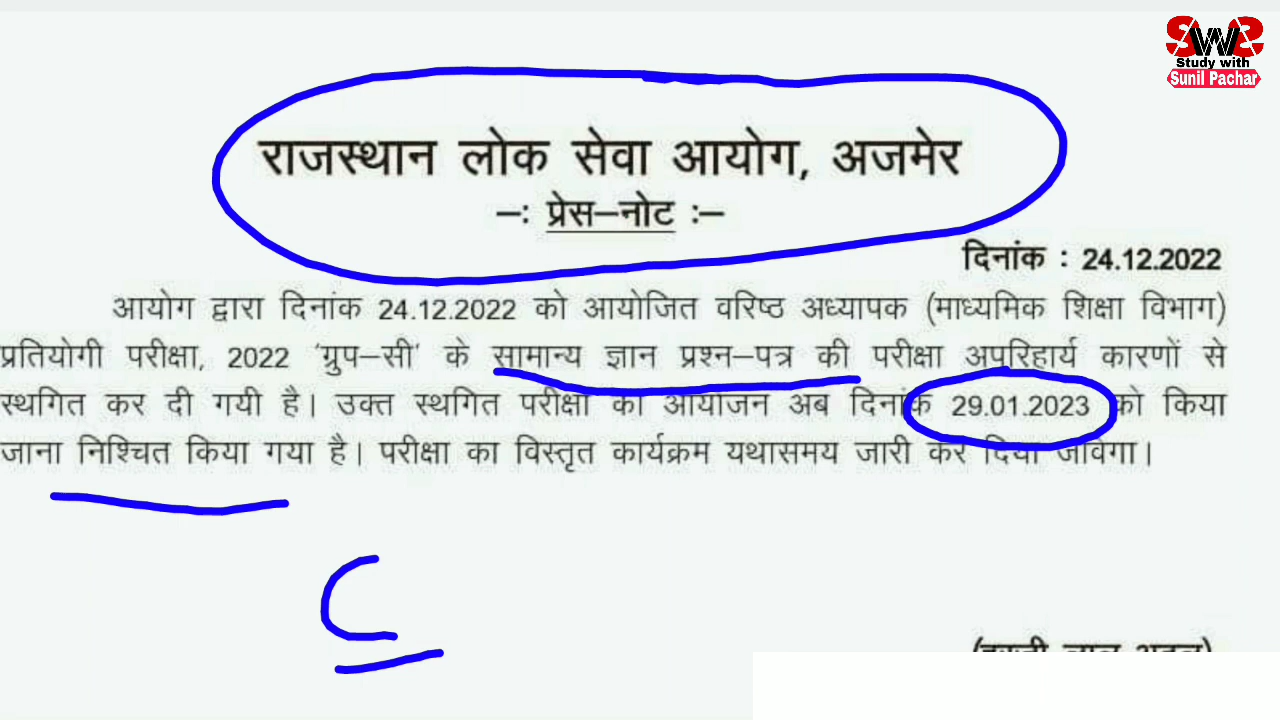 SWS
Study with
Sunil Pachar
राजस्थान लोक सेवा आयोग, अजमेर
–: प्रेस–नोट :–
दिनांक : 24.12.2022
आयोग द्वारा दिनांक 24.12.2022 को आयोजित वरिष्ठ अध्यापक (माध्यमिक शिक्षा विभाग)
प्रतियोगी परीक्षा, 2022 'ग्रुप–सी' के सामान्य ज्ञान प्रश्न–पत्र की परीक्षा अपरिहार्य कारणों से
स्थगित कर दी गयी है। उक्त स्थगित परीक्षा का आयोजन अब दिनांक 29.01.2023 को किया
जाना निश्चित किया गया है। परीक्षा का विस्तृत कार्यक्रम यथासमय जारी कर दिया जावेगा।
C